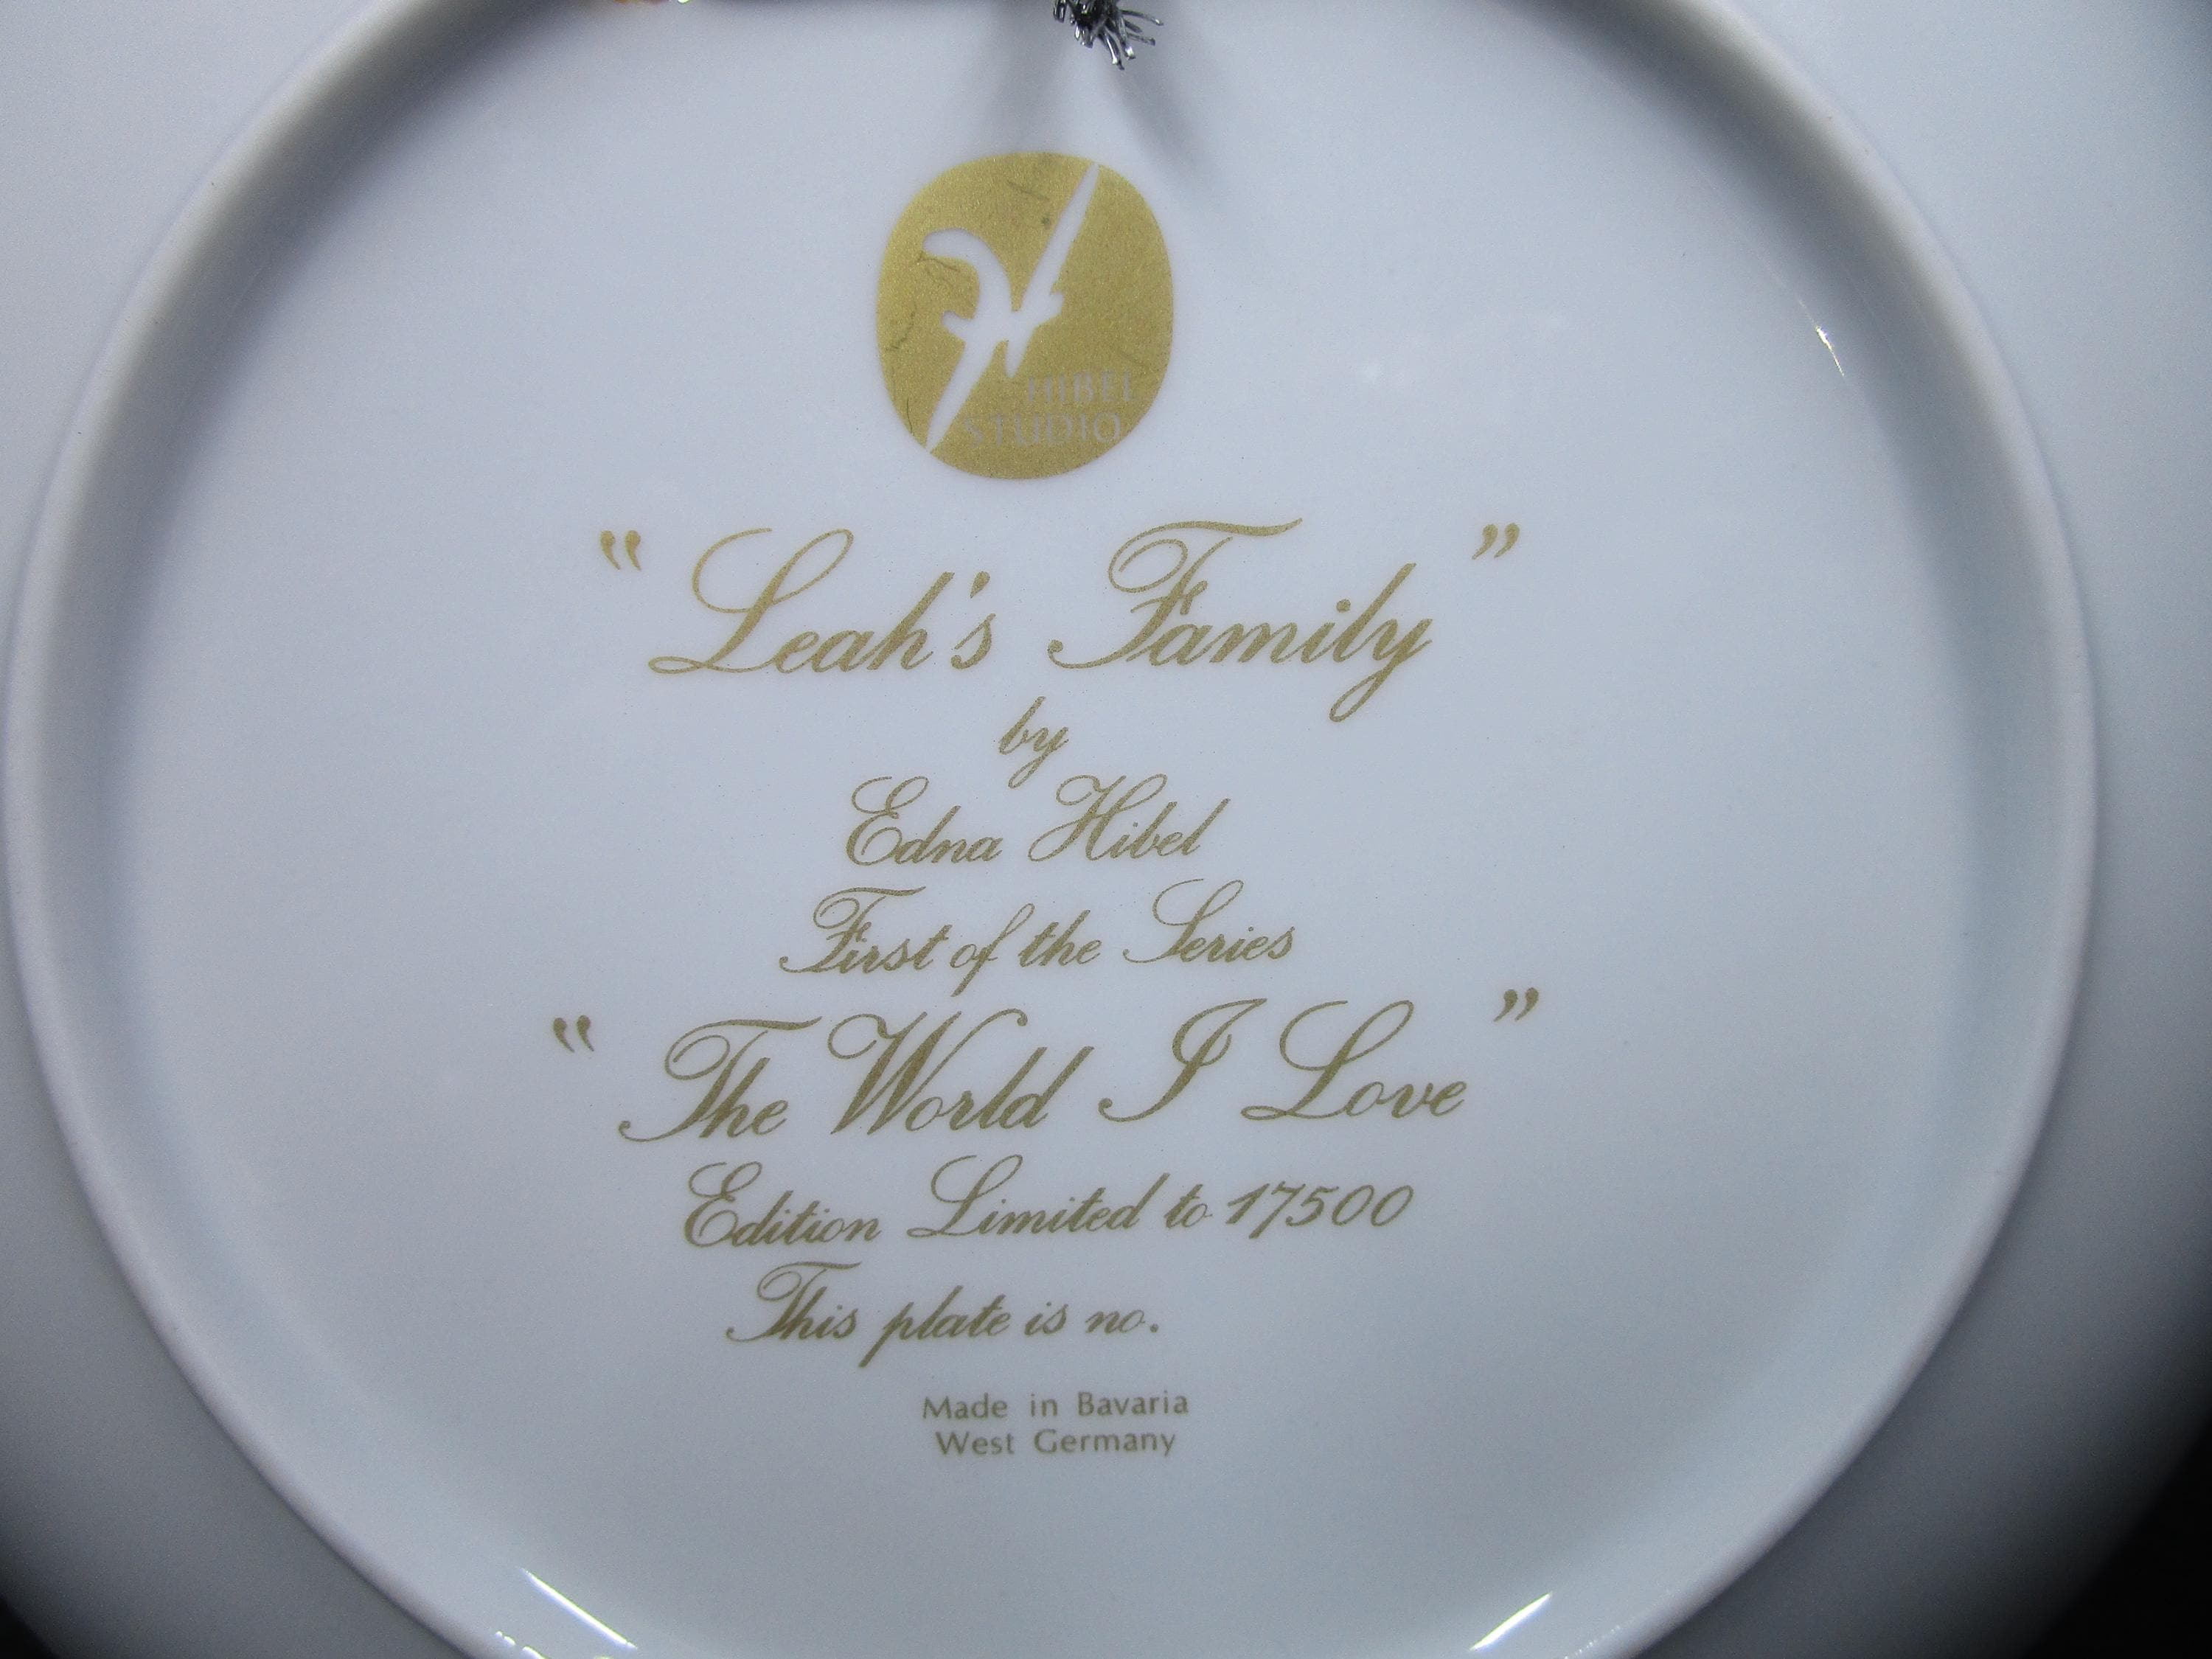 HIBEL
STUDIO
"Leah's Family"
by
Edna Hibel
First of the Series
"The World I Love"
Edition Limited to 17500
This plate is no.
Made in Bavaria
West Germany